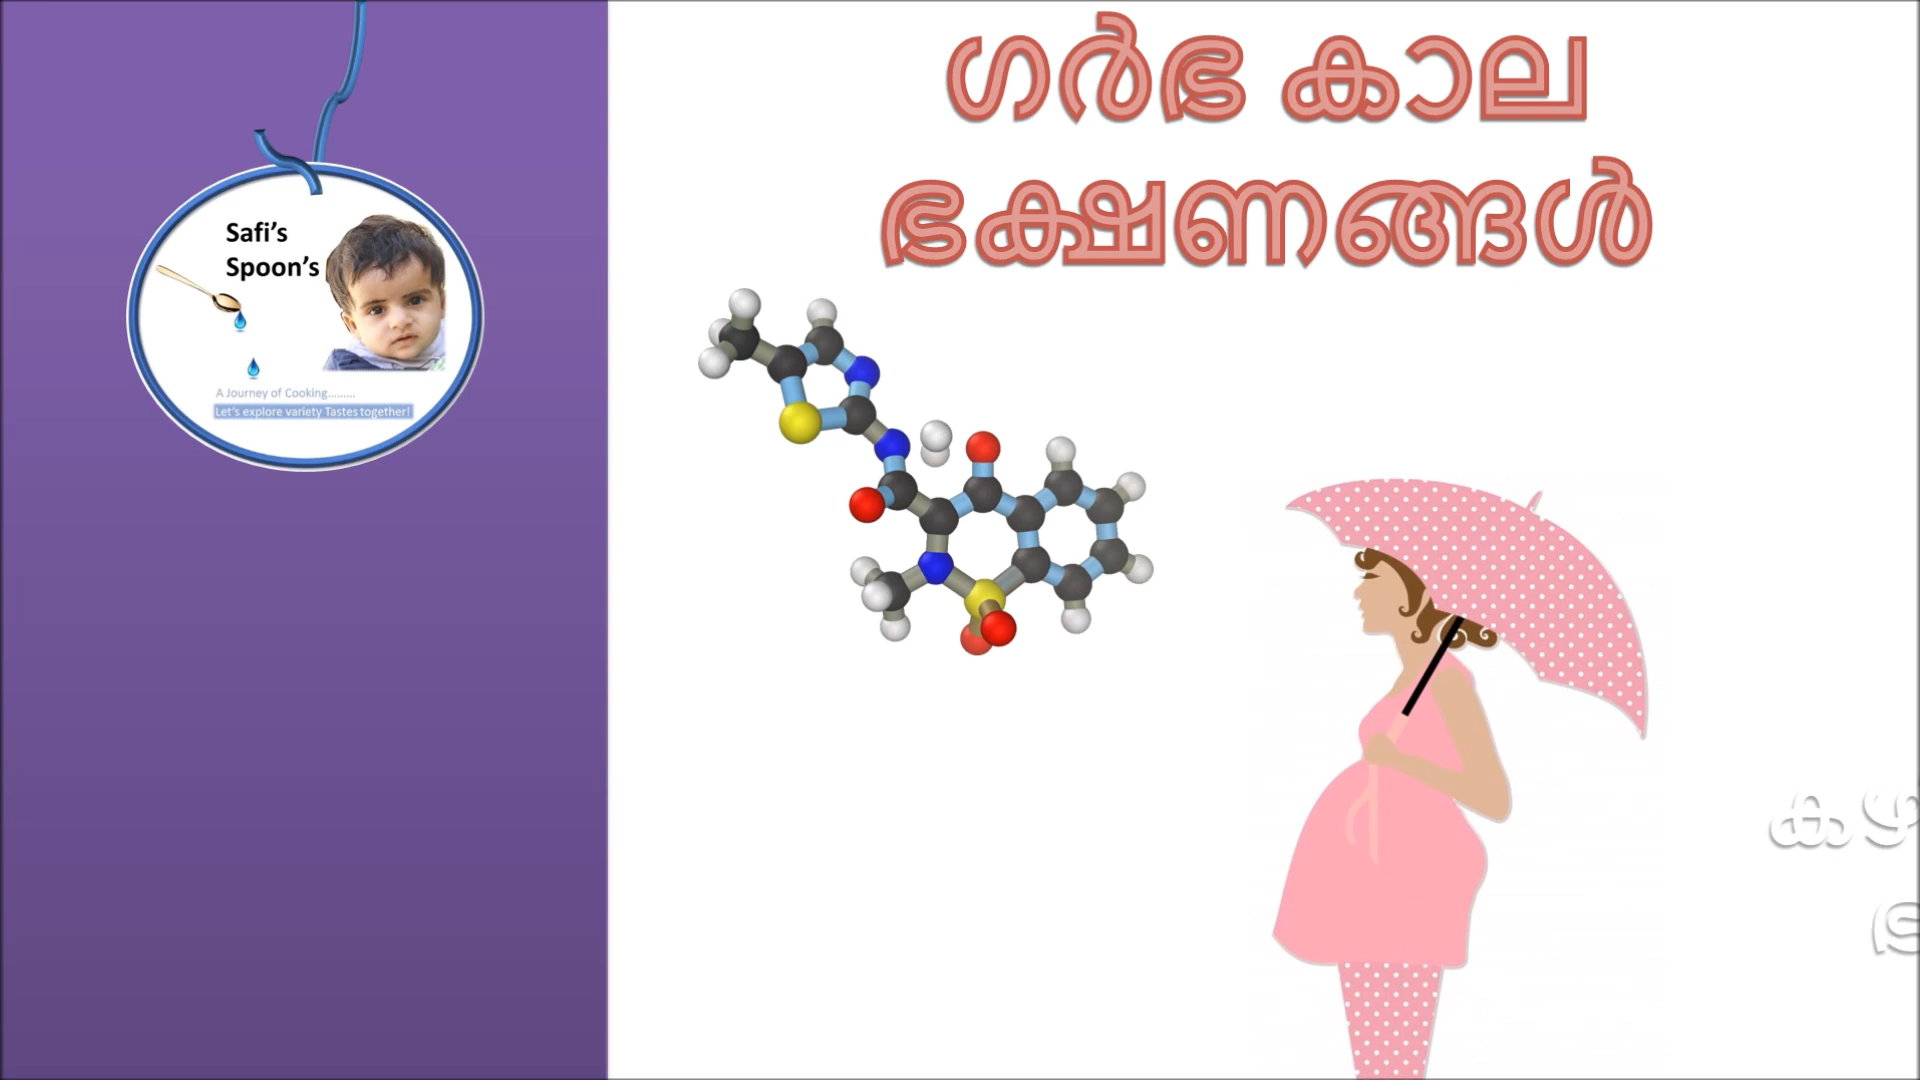 ഗർഭ കാല
ഭക്ഷണങ്ങൾ
Safi’s
Spoon’s
A Journey of Cooking.........
Let’s explore variety Tastes together!